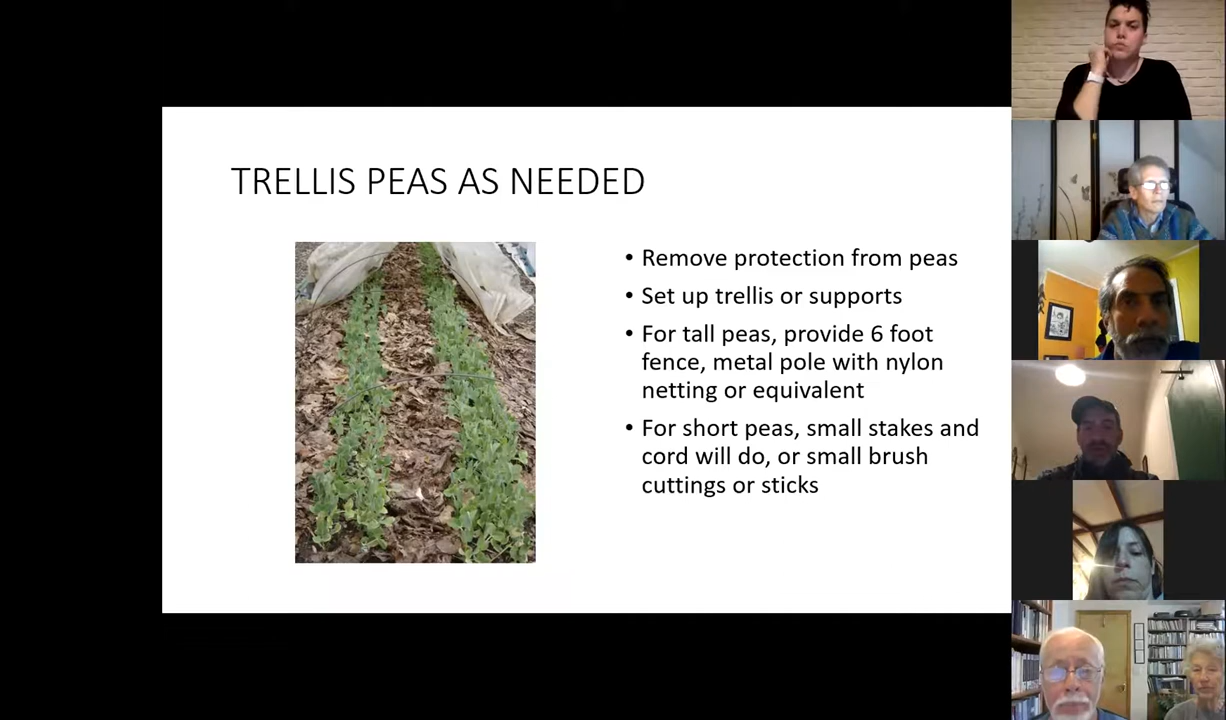 TRELLIS PEAS AS NEEDED
• Remove protection from peas
• Set up trellis or supports
• For tall peas, provide 6 foot
fence, metal pole with nylon
netting or equivalent
• For short peas, small stakes and
cord will do, or small brush
cuttings or sticks